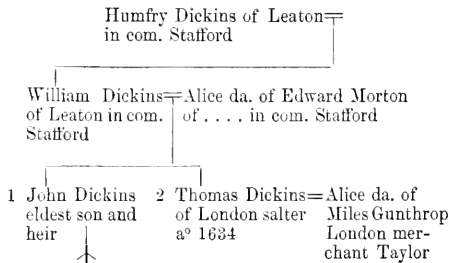 Humfry Dickins of Leaton=
in com. Stafford
William Dickins=Alice da. of Edward Morton
of Leaton in com. of . . . . in com. Stafford
Stafford
1 John Dickins 2 Thomas Dickins=Alice da. of
eldest son and of London salter Miles Gunthrop
heir aº 1634 London mer-
chant Taylor